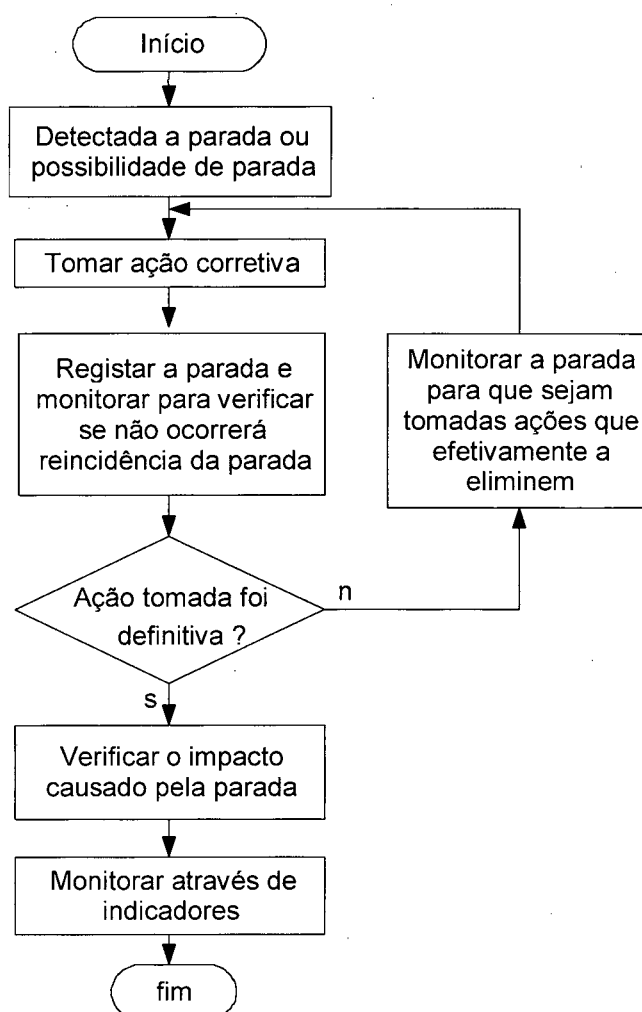 Início
Detectada a parada ou
possibilidade de parada
Tomar ação corretiva
Registar a parada e
monitorar para verificar
se não ocorrerá
reincidência da parada
Monitorar a parada
para que sejam
tomadas ações que
efetivamente a
eliminem
Ação tomada foi
definitiva ?
n
s
Verificar o impacto
causado pela parada
Monitorar através de
indicadores
fim